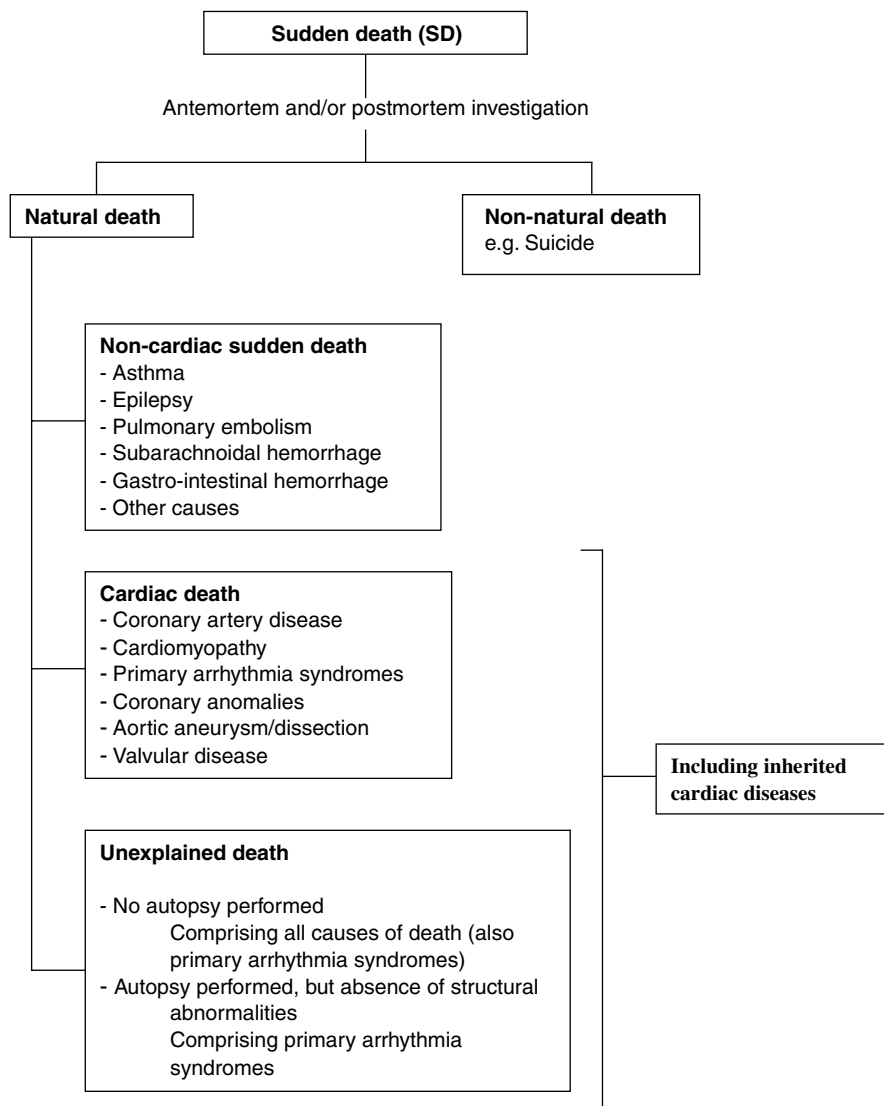 Sudden death (SD)
Antemortem and/or postmortem investigation
Natural death
Non-natural death
e.g. Suicide
Non-cardiac sudden death
- Asthma
- Epilepsy
- Pulmonary embolism
- Subarachnoidal hemorrhage
- Gastro-intestinal hemorrhage
- Other causes
Cardiac death
- Coronary artery disease
- Cardiomyopathy
- Primary arrhythmia syndromes
- Coronary anomalies
- Aortic aneurysm/dissection
- Valvular disease
Including inherited
cardiac diseases
Unexplained death
- No autopsy performed
Comprising all causes of death (also
primary arrhythmia syndromes)
- Autopsy performed, but absence of structural
abnormalities
Comprising primary arrhythmia
syndromes